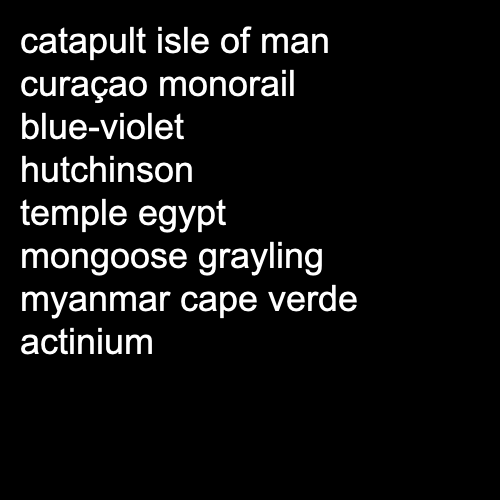 catapult isle of man
curaçao monorail
blue-violet
hutchinson
temple egypt
mongoose grayling
myanmar cape verde
actinium